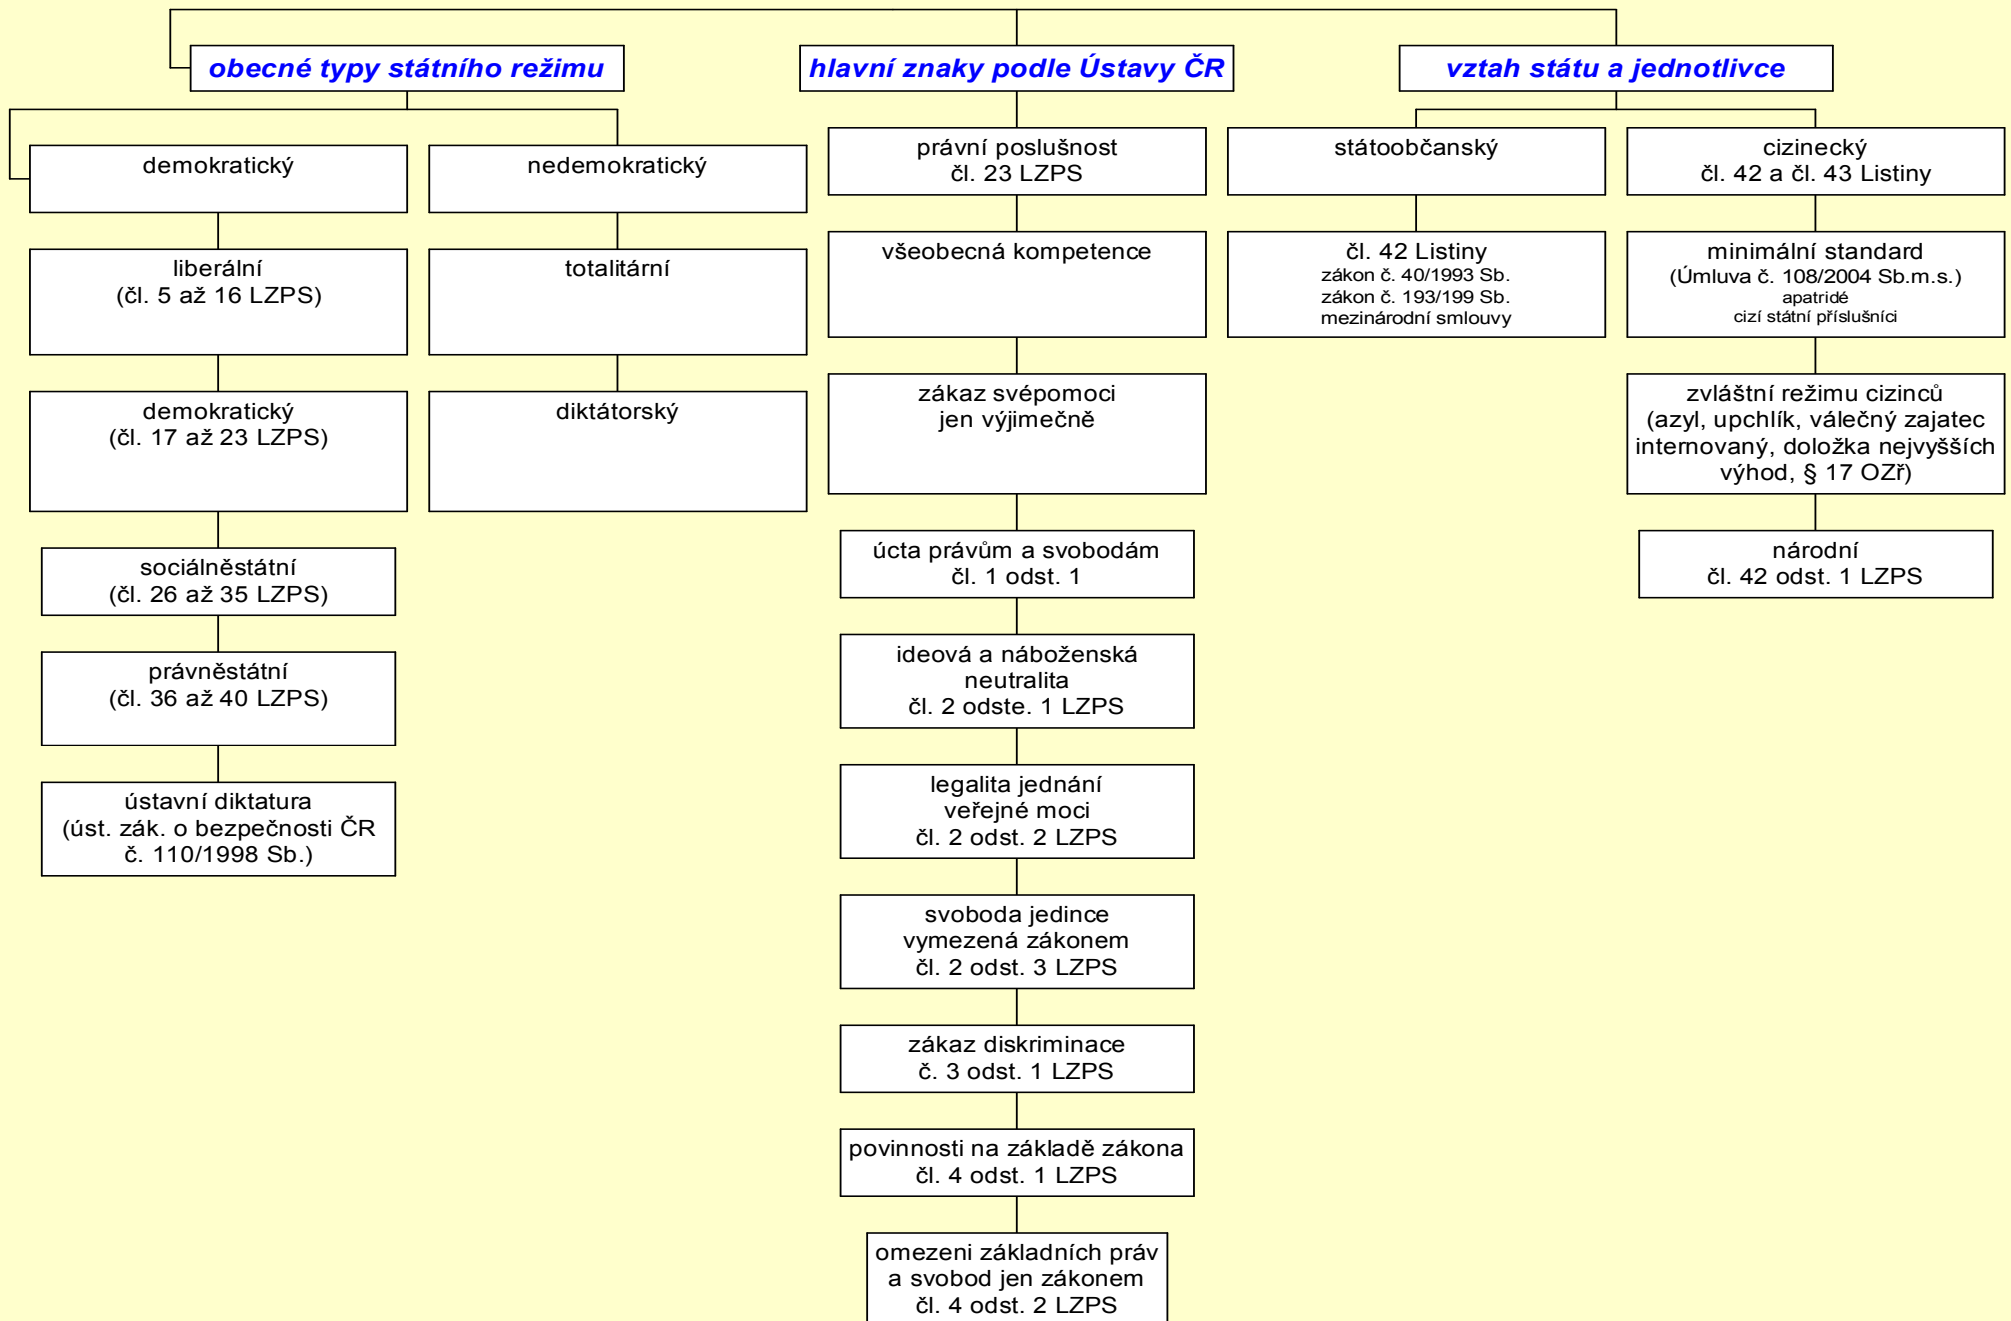 obecné typy státního režimu
demokratický
liberální
(čl. 5 až 16 LZPS)
demokratický
(čl. 17 až 23 LZPS)
sociálněstátní
(čl. 26 až 35 LZPS)
právněstátní
(čl. 36 až 40 LZPS)
ústavní diktatura
(úst. zák. o bezpečnosti ČR
č. 110/1998 Sb.)
nedemokratický
totalitární
diktátorský
hlavní znaky podle Ústavy ČR
právní poslušnost
čl. 23 LZPS
všeobecná kompetence
zákaz svépomoci
jen výjimečně
úcta právům a svobodám
čl. 1 odst. 1
ideová a náboženská
neutralita
čl. 2 odste. 1 LZPS
legalita jednání
veřejné moci
čl. 2 odst. 2 LZPS
svoboda jedince
vymezená zákonem
čl. 2 odst. 3 LZPS
zákaz diskriminace
č. 3 odst. 1 LZPS
povinnosti na základě zákona
čl. 4 odst. 1 LZPS
omezeni základních práv
a svobod jen zákonem
čl. 4 odst. 2 LZPS
vztah státu a jednotlivce
státoobčanský
čl. 42 Listiny
zákon č. 40/1993 Sb.
zákon č. 193/199 Sb.
mezinárodní smlouvy
cizinecký
čl. 42 a čl. 43 Listiny
minimální standard
(Úmluva č. 108/2004 Sb.m.s.)
apatridé
cizí státní příslušníci
zvláštní režimu cizinců
(azyl, upchlík, válečný zajatec
internovaný, doložka nejvyšších
výhod, § 17 OZř)
národní
čl. 42 odst. 1 LZPS